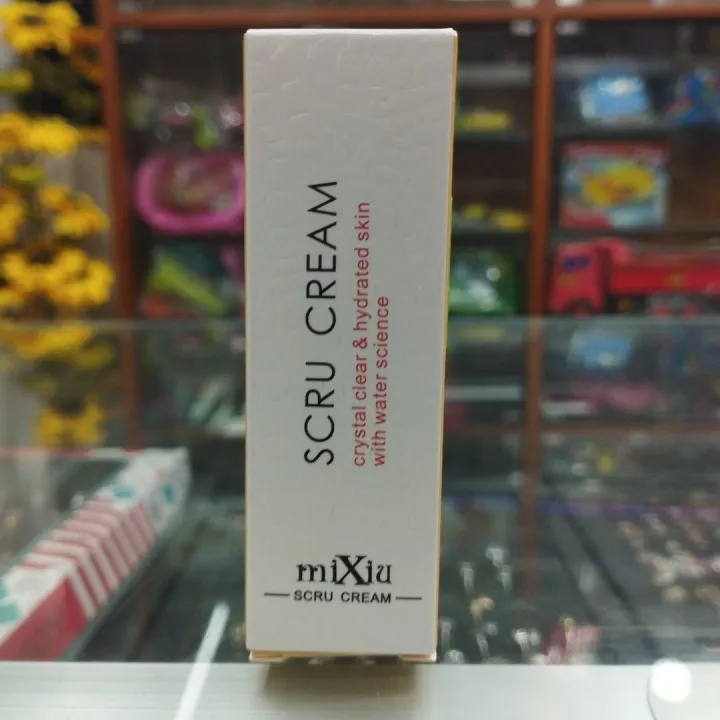 SCRU CREAM
crystal clear & hydrated skin
with water science
miXiu
SCRU CREAM